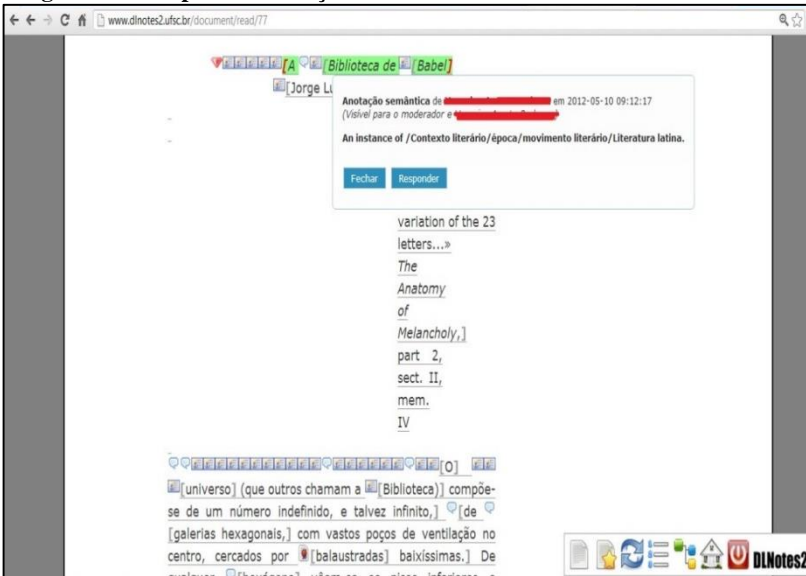 www.dlnotes2.ufsc.br/document/read/77
[A [Biblioteca de [Babel]
[Jorge Lu
Anotação semântica de em 2012-05-10 09:12:17
(Visível para o moderador e
An instance of /Contexto literário/época/movimento literário/Literatura latina.
Fechar Responder
variation of the 23
letters...»
The
Anatomy
of
Melancholy,]
part 2,
sect. II,
mem.
IV
[O]
[universo] (que outros chamam a [Biblioteca)] compõe-
se de um número indefinido, e talvez infinito,] [de
[galerias hexagonais,] com vastos poços de ventilação no
centro, cercados por [balaustradas] baixíssimas.] De
DLNotes2